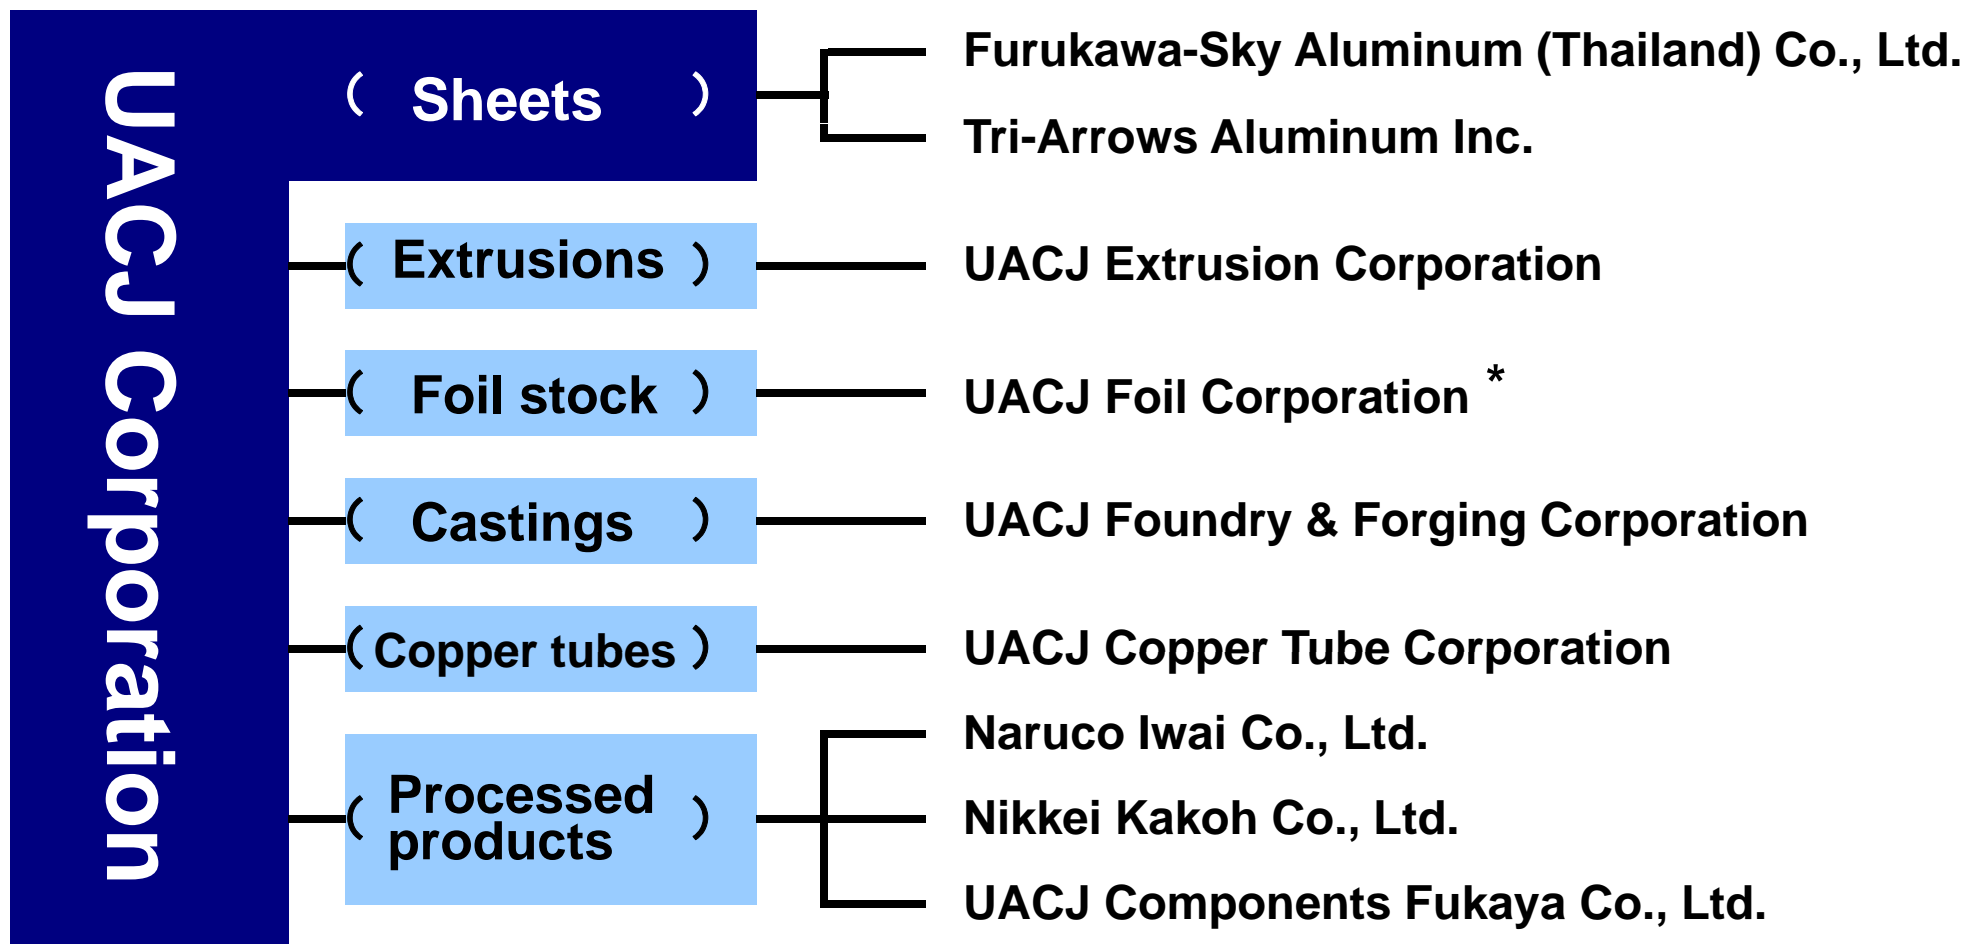 UACJ Corporation
( Sheets )
Furukawa-Sky Aluminum (Thailand) Co., Ltd.
Tri-Arrows Aluminum Inc.
( Extrusions )
UACJ Extrusion Corporation
( Foil stock )
UACJ Foil Corporation *
( Castings )
UACJ Foundry & Forging Corporation
( Copper tubes )
UACJ Copper Tube Corporation
( Processed
products )
Naruco Iwai Co., Ltd.
Nikkei Kakoh Co., Ltd.
UACJ Components Fukaya Co., Ltd.